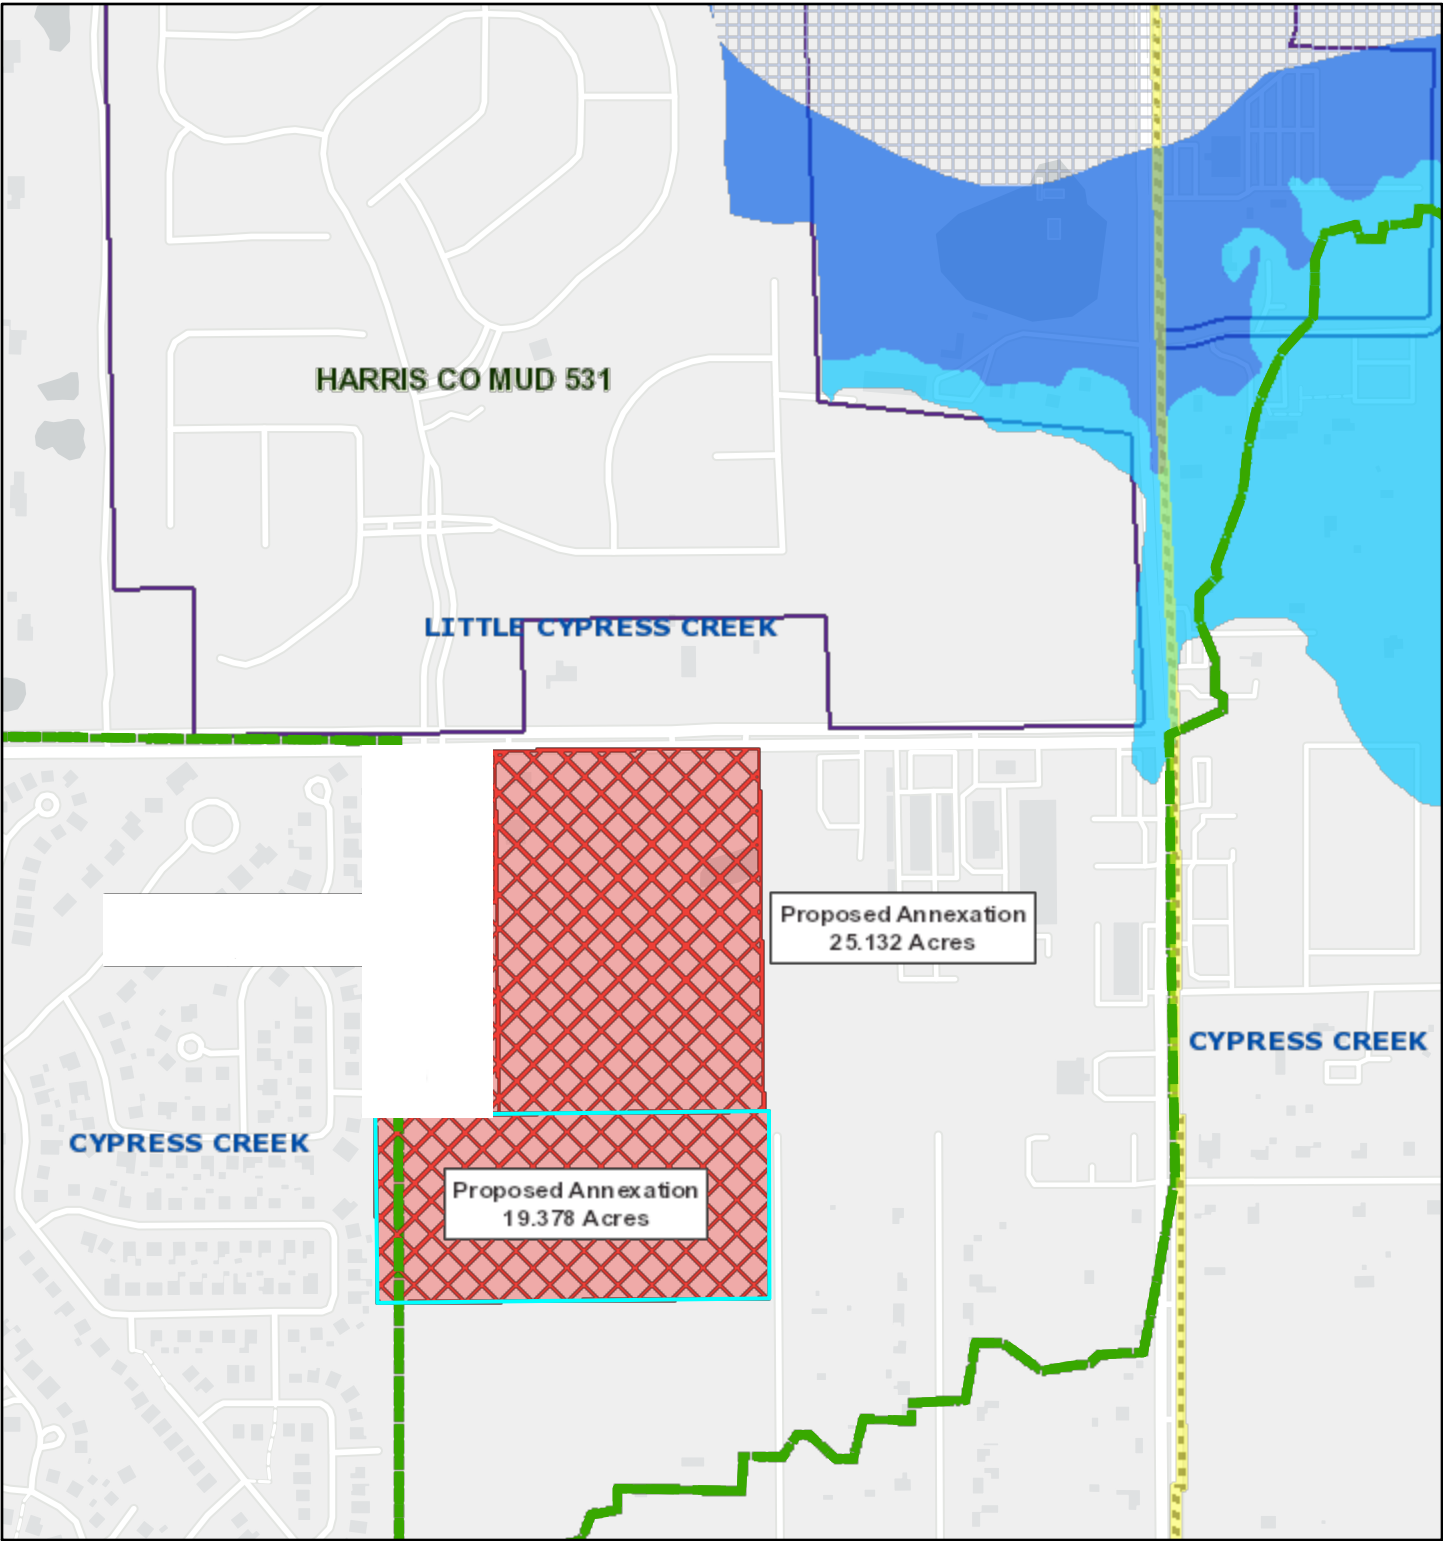 HARRIS CO MUD 531
LITTLE CYPRESS CREEK
Proposed Annexation
25.132 Acres
CYPRESS CREEK
CYPRESS CREEK
Proposed Annexation
19.378 Acres